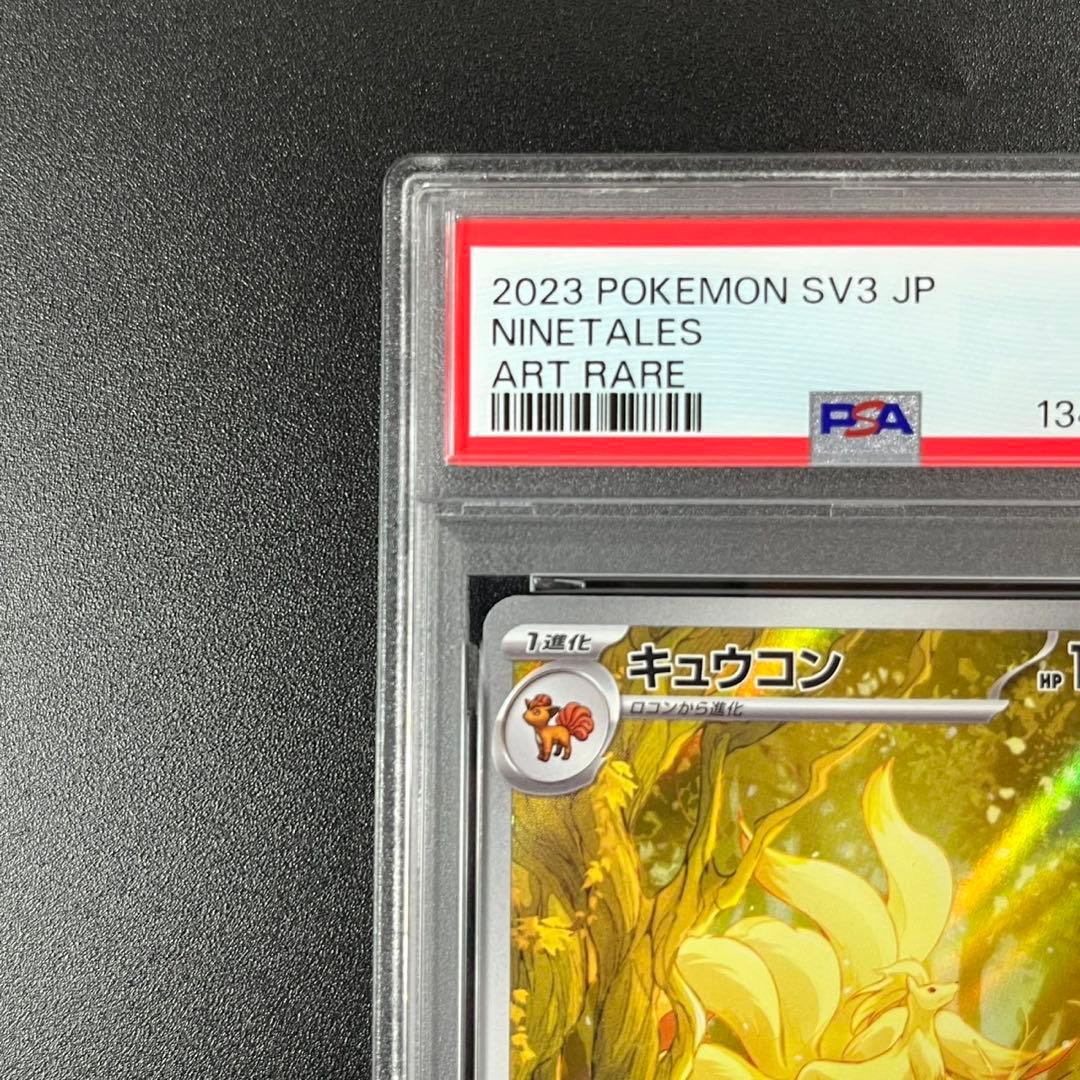 2023 POKEMON SV3 JP
NINETALES
ART RARE
PSA
1進化
キュウコン
HP
ロコンから進化